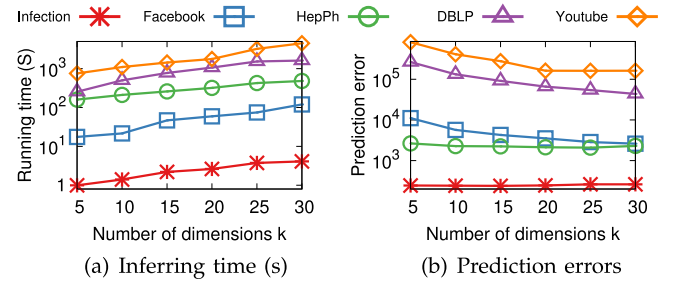 Infection Facebook HepPh DBLP Youtube
Running time (S)
10^3
10^2
10^1
1
5 10 15 20 25 30
Number of dimensions k
(a) Inferring time (s)
Prediction error
10^5
10^4
10^3
5 10 15 20 25 30
Number of dimensions k
(b) Prediction errors